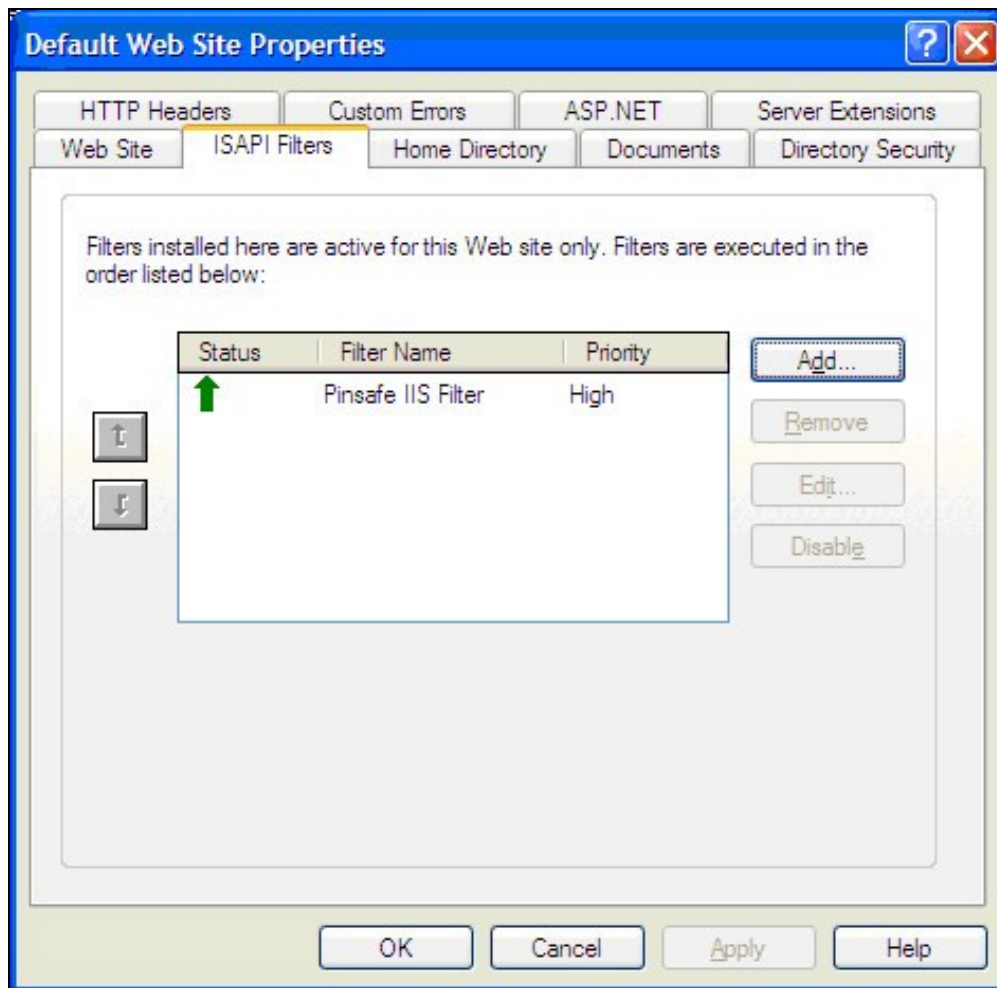 Default Web Site Properties
HTTP Headers Custom Errors ASP.NET Server Extensions
Web Site ISAPI Filters Home Directory Documents Directory Security
Filters installed here are active for this Web site only. Filters are executed in the
order listed below:
Status Filter Name Priority
Pinsafe IIS Filter High
Add...
Remove
Edit...
Disable
OK Cancel Apply Help